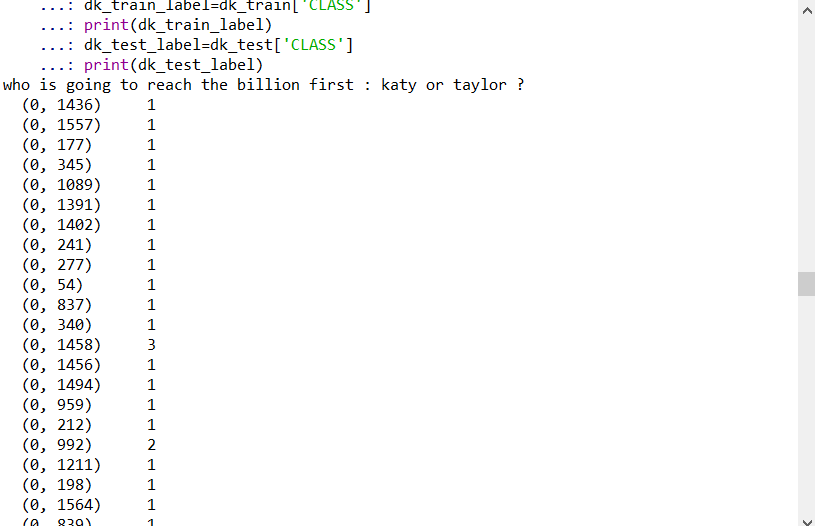 ...: dk_train_label=dk_train['CLASS']
...: print(dk_train_label)
...: dk_test_label=dk_test['CLASS']
...: print(dk_test_label)
who is going to reach the billion first : katy or taylor ?
(0, 1436) 1
(0, 1557) 1
(0, 177) 1
(0, 345) 1
(0, 1089) 1
(0, 1391) 1
(0, 1402) 1
(0, 241) 1
(0, 277) 1
(0, 54) 1
(0, 837) 1
(0, 340) 1
(0, 1458) 3
(0, 1456) 1
(0, 1494) 1
(0, 959) 1
(0, 212) 1
(0, 992) 2
(0, 1211) 1
(0, 198) 1
(0, 1564) 1
(0, 839) 1